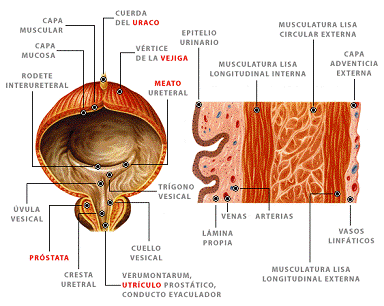 CAPA
MUSCULAR
CUERDA
DEL URACO
CAPA
MUCOSA
VÉRTICE
DE LA VEJIGA
RODETE
INTERURETERAL
MEATO
URETERAL
ÚVULA
VESICAL
TRÍGONO
VESICAL
PRÓSTATA
CUELLO
VESICAL
CRESTA
URETRAL
VERUMONTARUM,
UTRÍCULO PROSTÁTICO,
CONDUCTO EYACULADOR
EPITELIO
URINARIO
MUSCULATURA LISA
CIRCULAR EXTERNA
MUSCULATURA LISA
LONGITUDINAL INTERNA
CAPA
ADVENTICIA
EXTERNA
LÁMINA
PROPIA
VENAS
ARTERIAS
VASOS
LINFÁTICOS
MUSCULATURA LISA
LONGITUDINAL EXTERNA